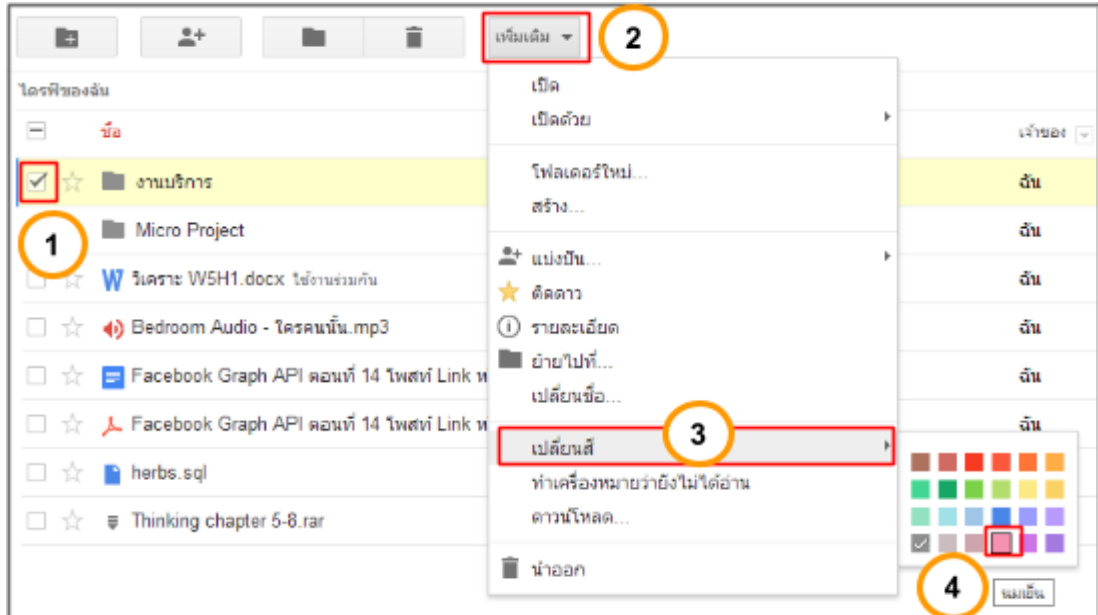 เพิ่มเติม
2
ไดรฟ์ของฉัน
ชื่อ
เจ้าของ
งานบริการ
ฉัน
1
Micro Project
ฉัน
วิเคราะ W5H1.docx ใช้งานร่วมกัน
ฉัน
Bedroom Audio - ใครคนนั้น.mp3
ฉัน
Facebook Graph API ตอนที่ 14 โพสท์ Link ห
ฉัน
Facebook Graph API ตอนที่ 14 โพสท์ Link ห
ฉัน
herbs.sql
Thinking chapter 5-8.rar
เปิด
เปิดด้วย
โฟลเดอร์ใหม่...
สร้าง...
แบ่งปัน...
ติดดาว
รายละเอียด
ย้ายไปที่...
เปลี่ยนชื่อ...
3
เปลี่ยนสี
ทำเครื่องหมายว่ายังไม่ได้อ่าน
ดาวน์โหลด...
นำออก
4
นมเย็น